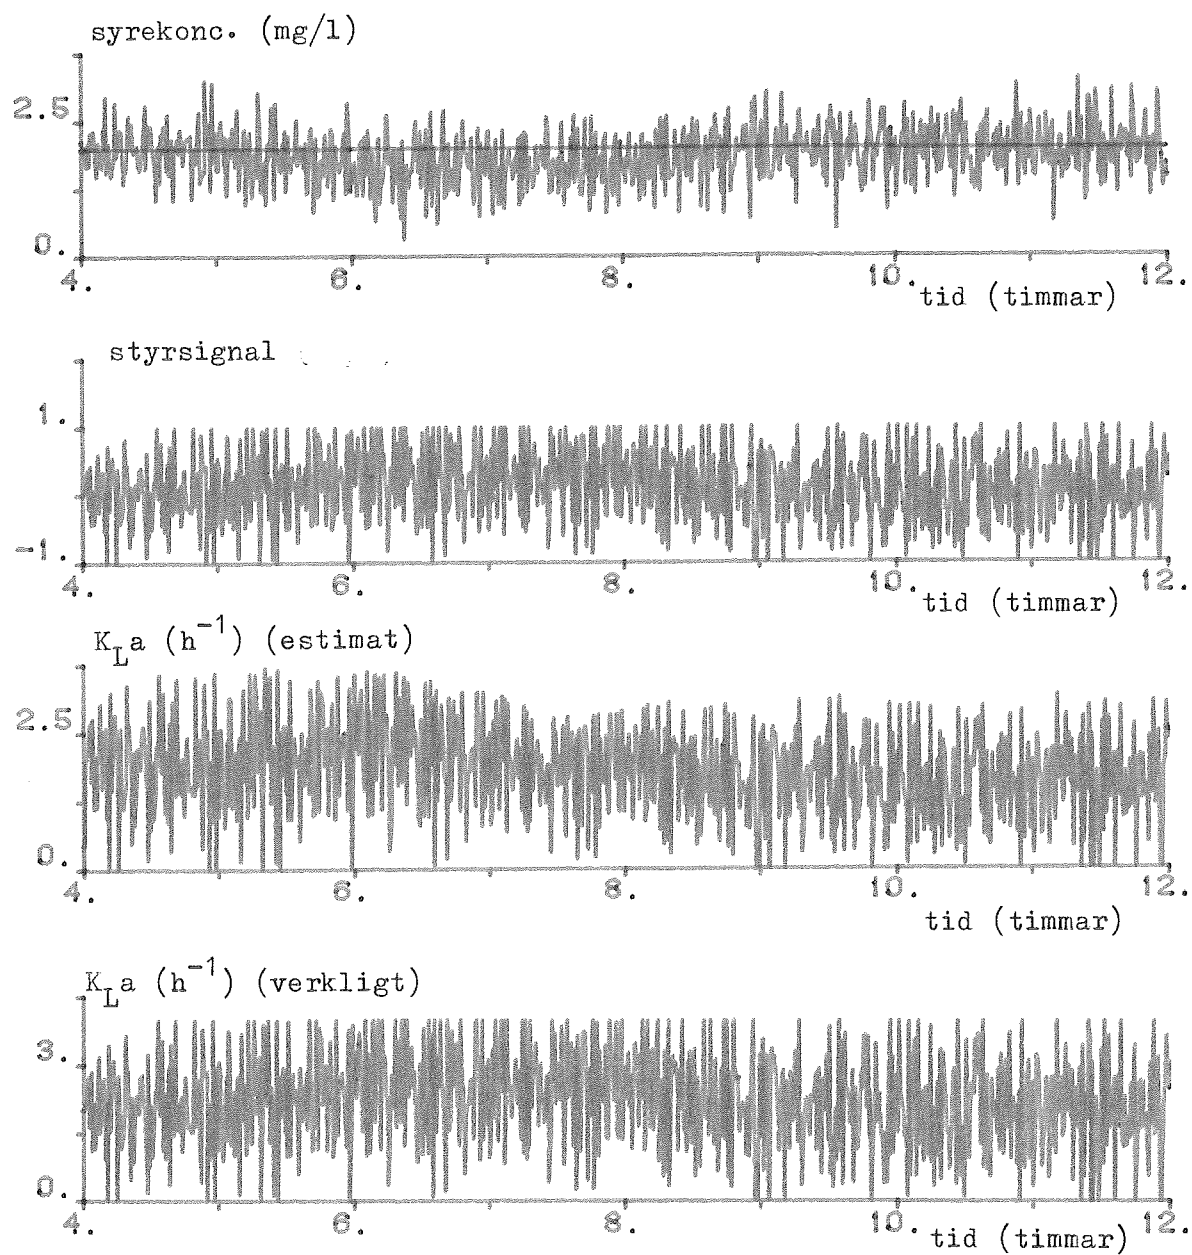 syrekonc. (mg/l)
2.5
0.
4. 6. 8. 10. 12.
tid (timmar)
styrsignal
1.
-1.
4. 6. 8. 10. 12.
tid (timmar)
K_La (h^-1) (estimat)
2.5
0.
4. 6. 8. 10. 12.
tid (timmar)
K_La (h^-1) (verkligt)
3.
0.
4. 6. 8. 10. 12.
tid (timmar)